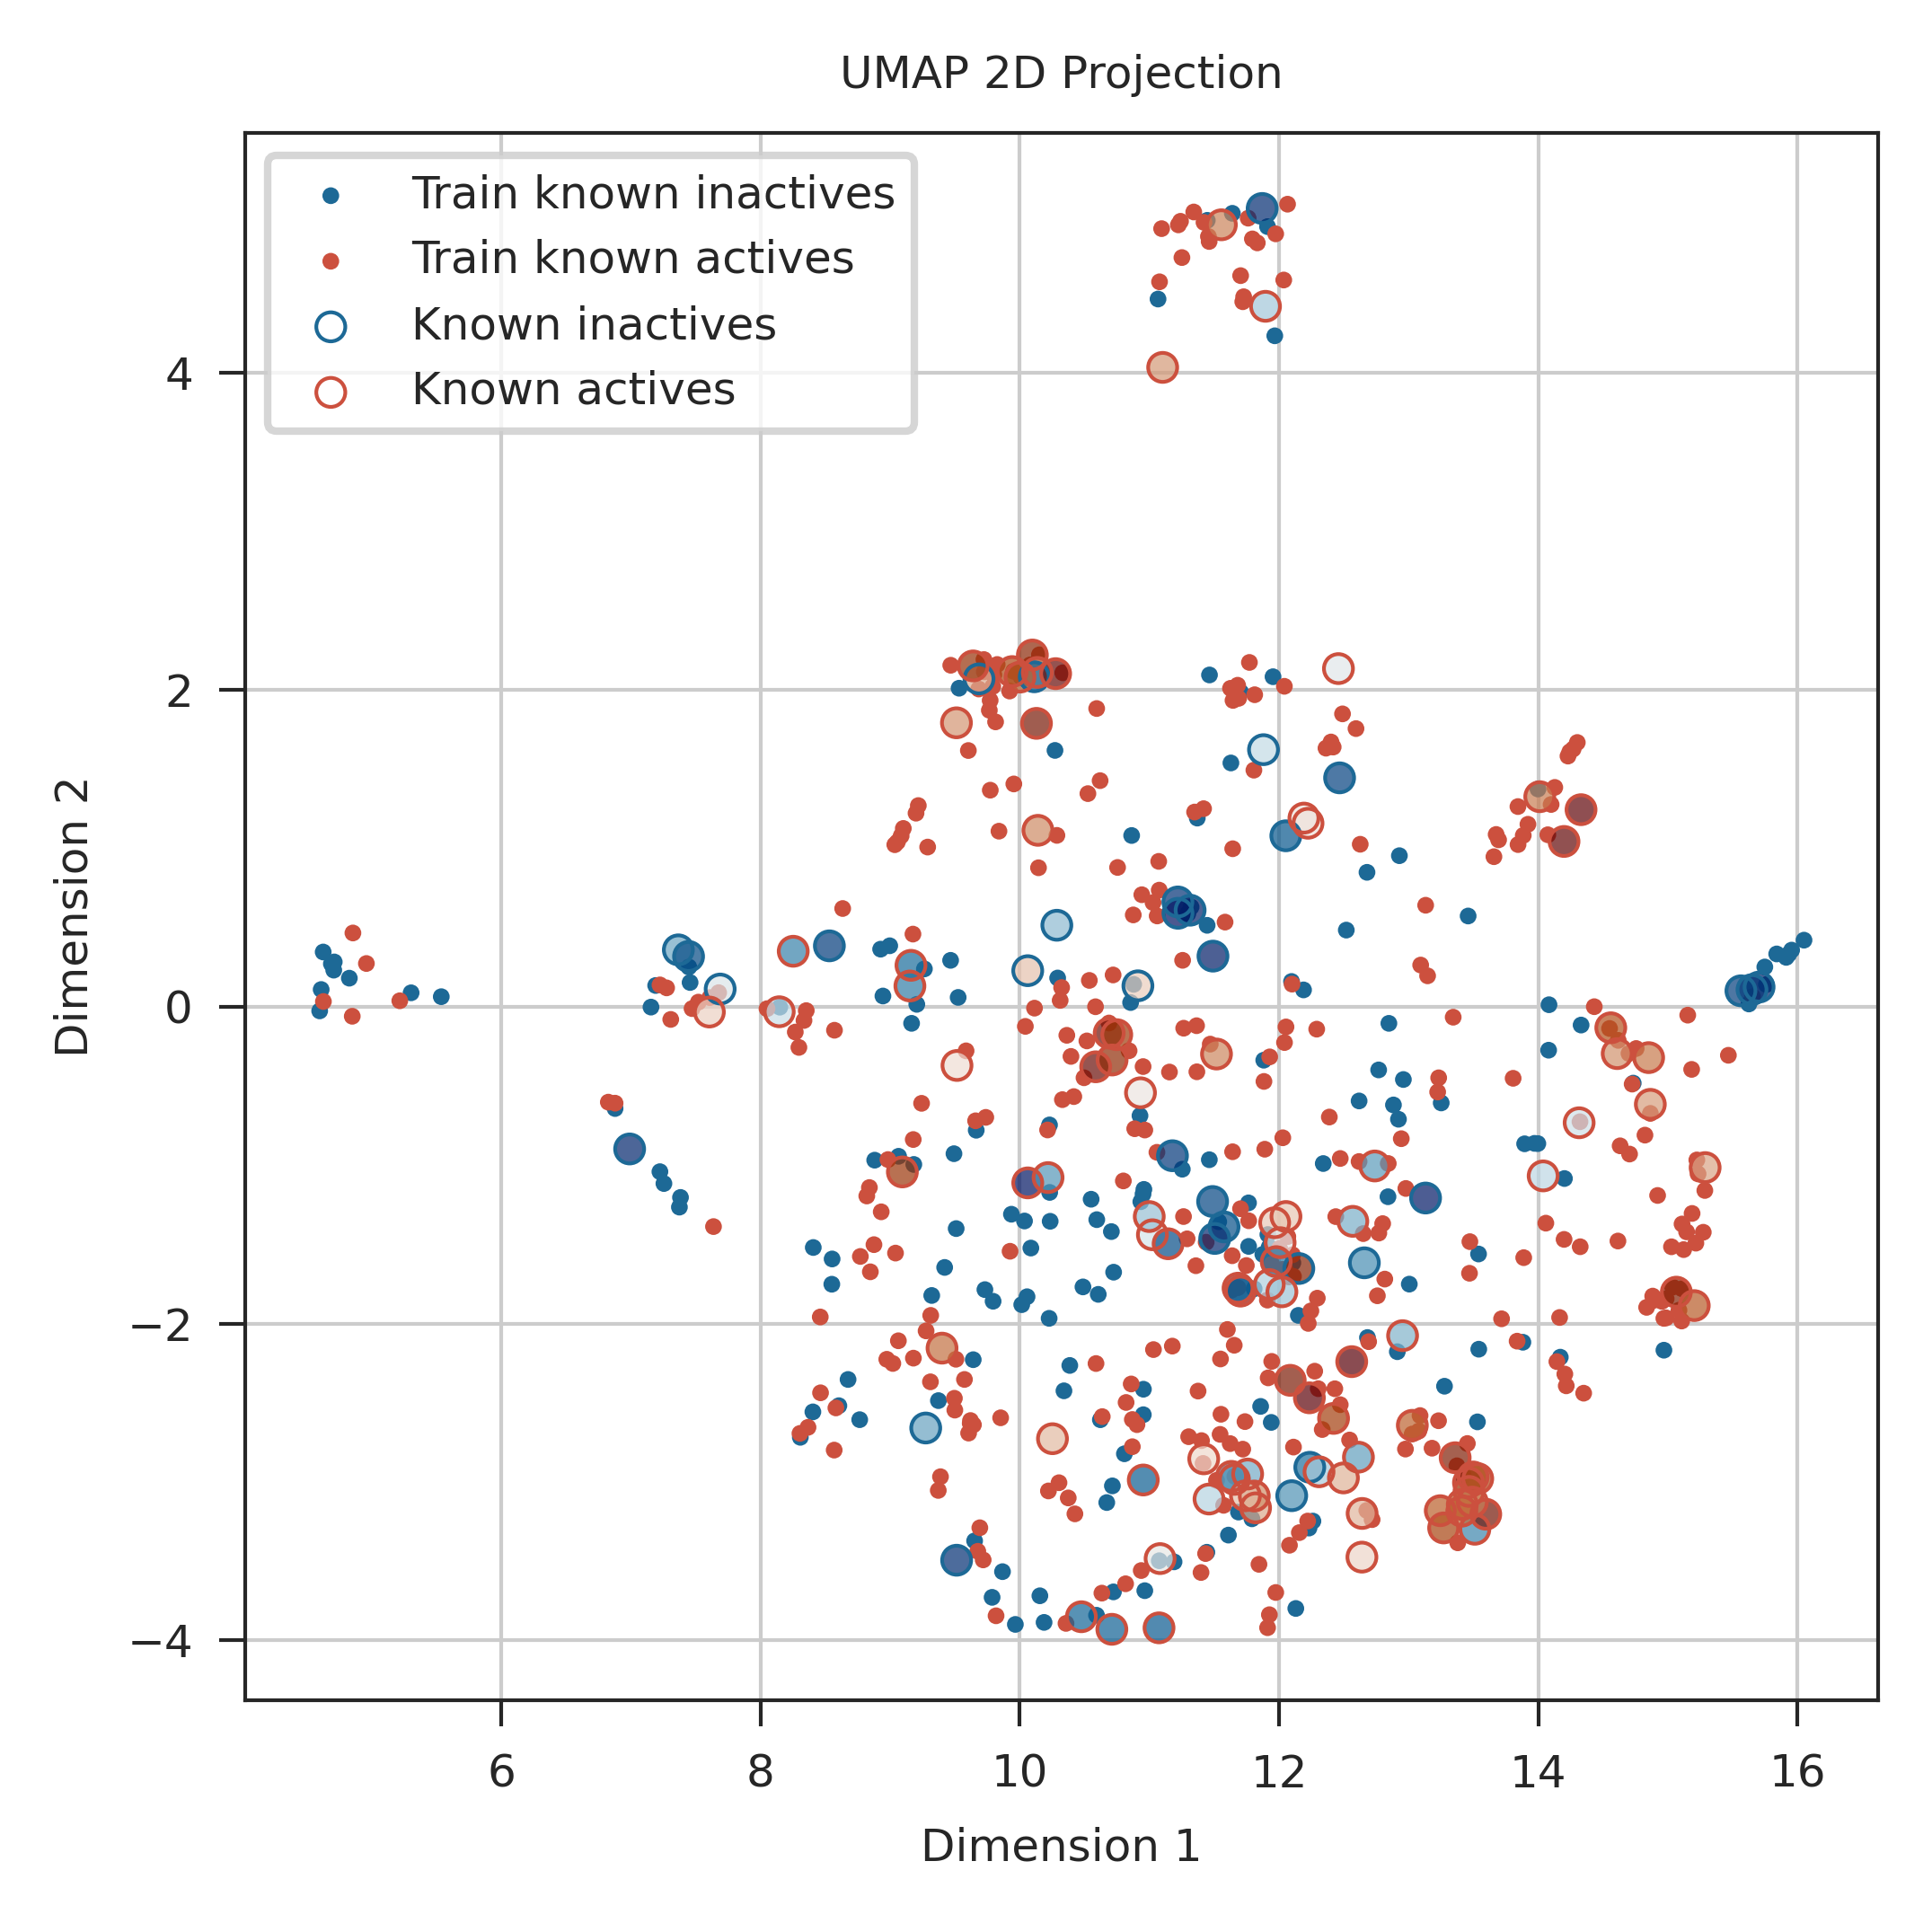 UMAP 2D Projection
Train known inactives
Train known actives
Known inactives
Known actives
4
2
0
−2
−4
Dimension 2
6 8 10 12 14 16
Dimension 1